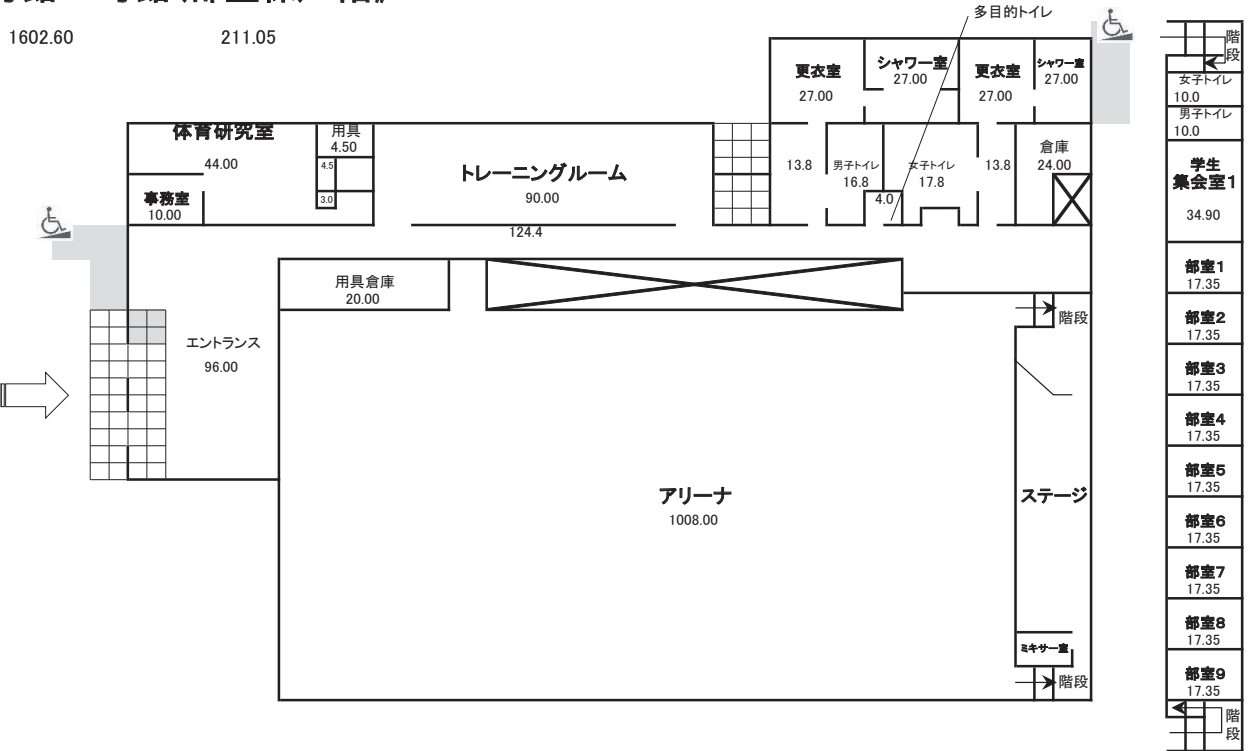 1602.60 211.05
多目的トイレ
更衣室
27.00
シャワー室
27.00
更衣室
27.00
シャワー室
27.00
体育研究室
44.00
用具
4.50
4.5
3.0
事務室
10.00
トレーニングルーム
90.00
124.4
13.8
男子トイレ
16.8
4.0
女子トイレ
17.8
13.8
倉庫
24.00
用具倉庫
20.00
エントランス
96.00
アリーナ
1008.00
階段
ステージ
ミキサー室
階段
階段
女子トイレ
10.0
男子トイレ
10.0
学生
集会室1
34.90
部室1
17.35
部室2
17.35
部室3
17.35
部室4
17.35
部室5
17.35
部室6
17.35
部室7
17.35
部室8
17.35
部室9
17.35
階段